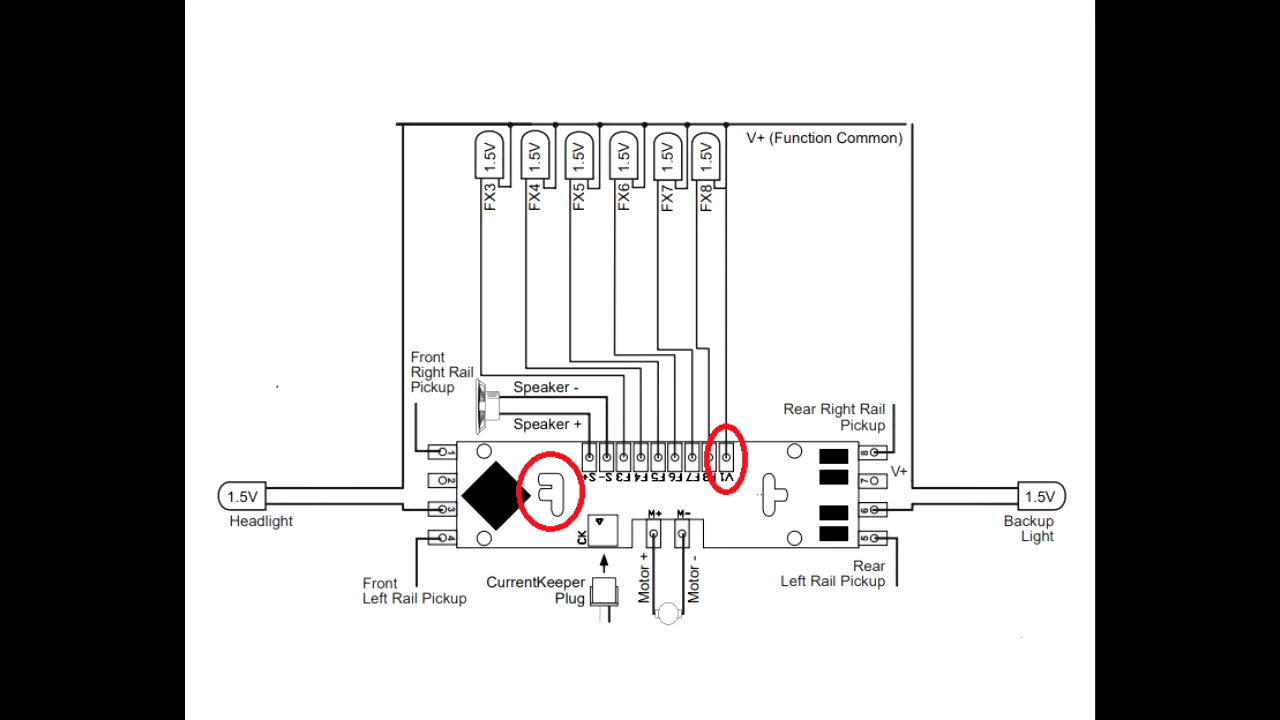 V+ (Function Common)
1.5V
1.5V
1.5V
1.5V
1.5V
1.5V
FX3
FX4
FX5
FX6
FX7
FX8
Front
Right Rail
Pickup
Speaker -
Speaker +
Rear Right Rail
Pickup
1
2
3
4
S+
S-
F3
F4
F5
F6
F7
F8
V1
8
7
6
5
V+
1.5V
Headlight
1.5V
Backup
Light
F
CK
M+
M-
Motor +
Motor -
CurrentKeeper
Plug
Front
Left Rail Pickup
Rear
Left Rail Pickup